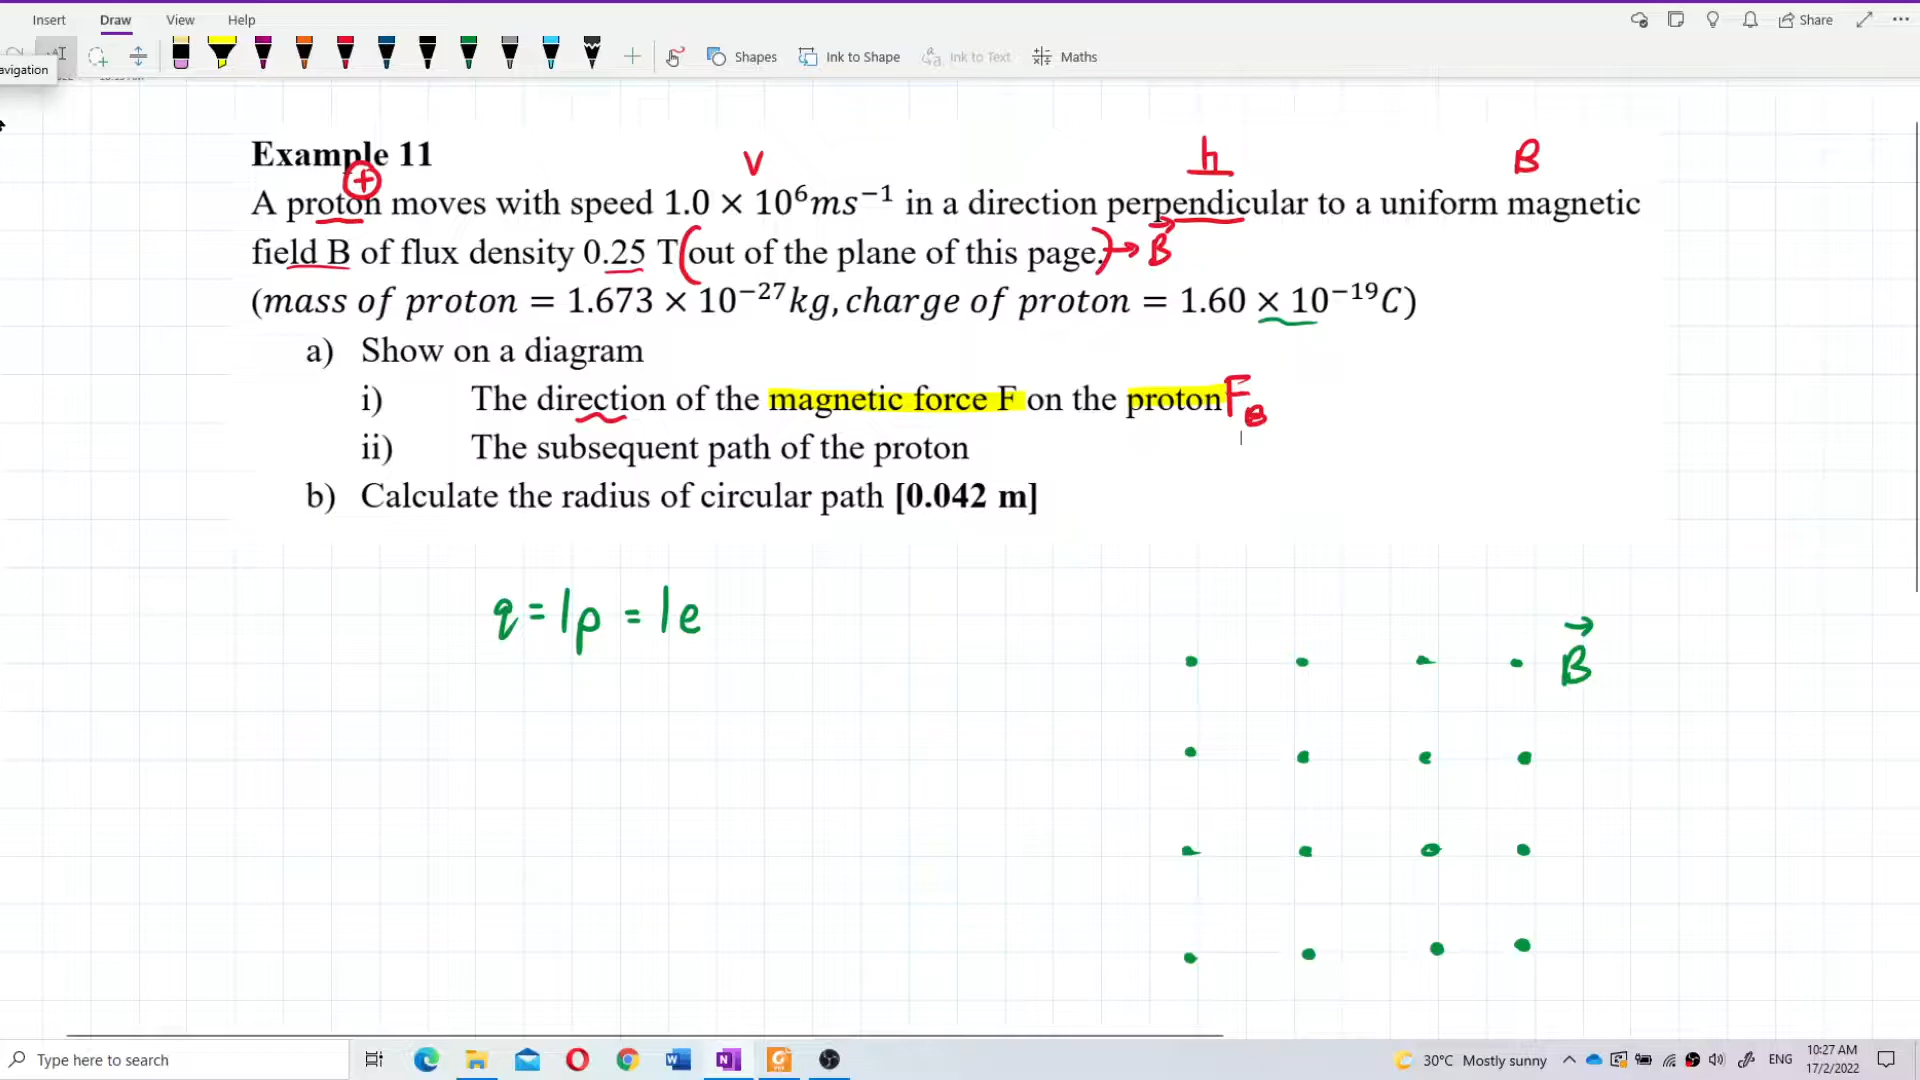 Insert Draw View Help
Share
avigation
Shapes Ink to Shape Ink to Text Maths
Example 11
+ V h B
A proton moves with speed 1.0 × 10⁶ms⁻¹ in a direction perpendicular to a uniform magnetic
field B of flux density 0.25 T (out of the plane of this page.) → B⃗
(mass of proton = 1.673 × 10⁻²⁷kg, charge of proton = 1.60 × 10⁻¹⁹C)
a) Show on a diagram
i) The direction of the magnetic force F on the proton F_B
ii) The subsequent path of the proton
b) Calculate the radius of circular path [0.042 m]
q = 1p = 1e
B⃗
Type here to search
30°C Mostly sunny
ENG
10:27 AM
17/2/2022